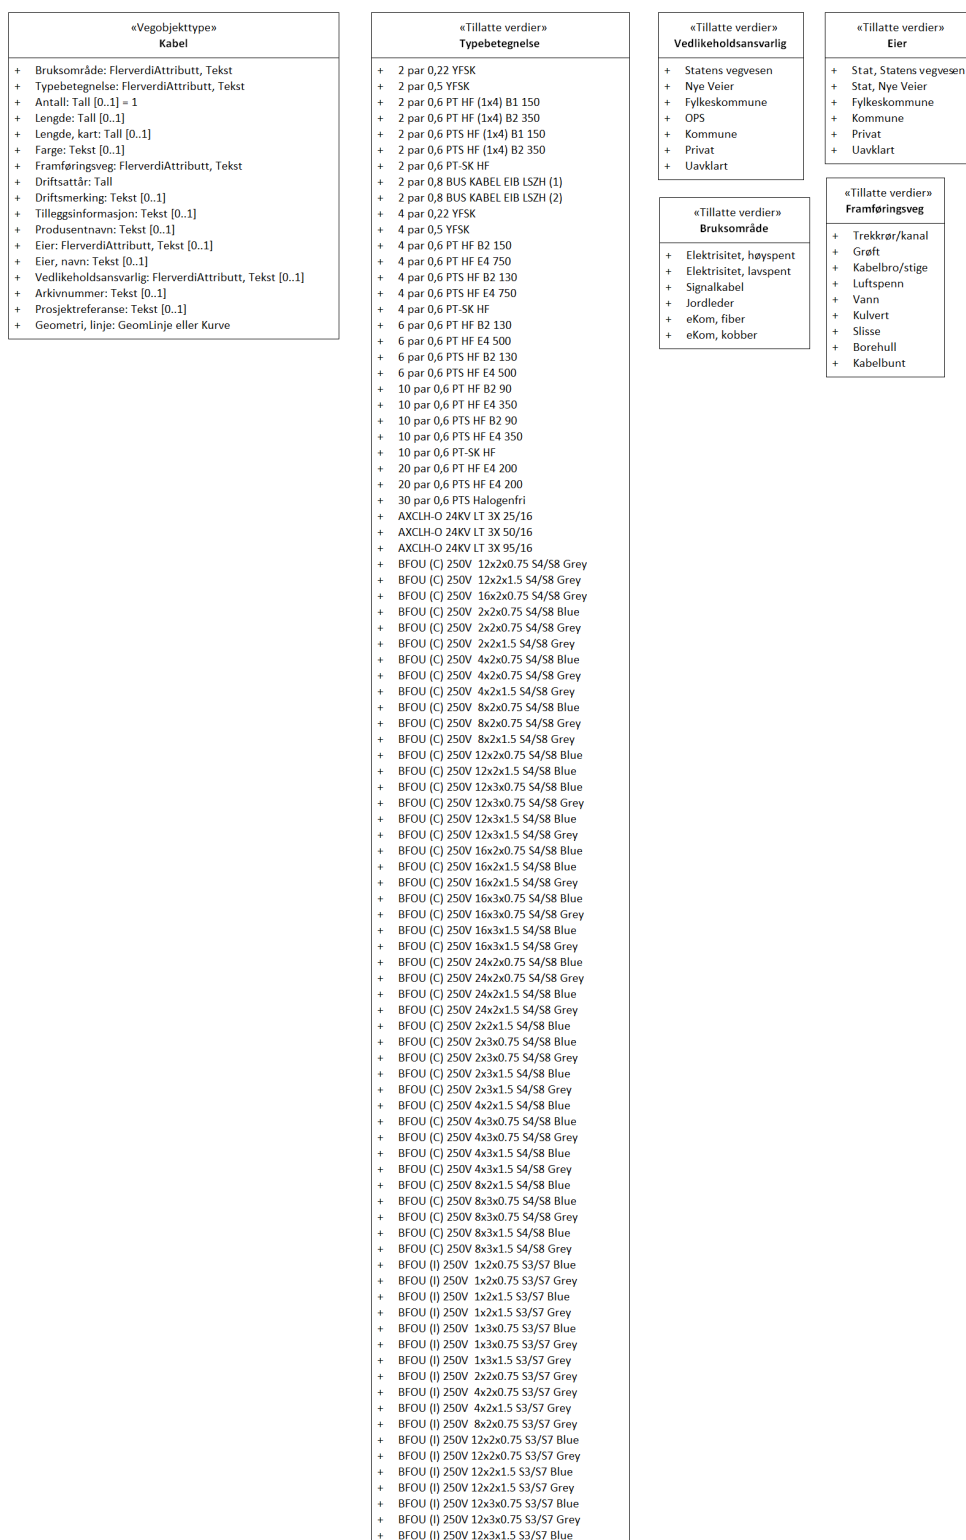 «Vegobjekttype»
Kabel
+ Bruksområde: FlerverdiAttributt, Tekst
+ Typebetegnelse: FlerverdiAttributt, Tekst
+ Antall: Tall [0..1] = 1
+ Lengde: Tall [0..1]
+ Lengde, kart: Tall [0..1]
+ Farge: Tekst [0..1]
+ Framføringsveg: FlerverdiAttributt, Tekst
+ Driftsattår: Tall
+ Driftsmerking: Tekst [0..1]
+ Tilleggsinformasjon: Tekst [0..1]
+ Produsentnavn: Tekst [0..1]
+ Eier: FlerverdiAttributt, Tekst [0..1]
+ Eier, navn: Tekst [0..1]
+ Vedlikeholdsansvarlig: FlerverdiAttributt, Tekst [0..1]
+ Arkivnummer: Tekst [0..1]
+ Prosjektreferanse: Tekst [0..1]
+ Geometri, linje: GeomLinje eller Kurve
«Tillatte verdier»
Typebetegnelse
+ 2 par 0,22 YFSK
+ 2 par 0,5 YFSK
+ 2 par 0,6 PT HF (1x4) B1 150
+ 2 par 0,6 PT HF (1x4) B2 350
+ 2 par 0,6 PTS HF (1x4) B1 150
+ 2 par 0,6 PTS HF (1x4) B2 350
+ 2 par 0,6 PT-SK HF
+ 2 par 0,8 BUS KABEL EIB LSZH (1)
+ 2 par 0,8 BUS KABEL EIB LSZH (2)
+ 4 par 0,22 YFSK
+ 4 par 0,5 YFSK
+ 4 par 0,6 PT HF B2 150
+ 4 par 0,6 PT HF E4 750
+ 4 par 0,6 PTS HF B2 130
+ 4 par 0,6 PTS HF E4 750
+ 4 par 0,6 PT-SK HF
+ 6 par 0,6 PT HF B2 130
+ 6 par 0,6 PT HF E4 500
+ 6 par 0,6 PTS HF B2 130
+ 6 par 0,6 PTS HF E4 500
+ 10 par 0,6 PT HF B2 90
+ 10 par 0,6 PT HF E4 350
+ 10 par 0,6 PTS HF B2 90
+ 10 par 0,6 PTS HF E4 350
+ 10 par 0,6 PT-SK HF
+ 20 par 0,6 PT HF E4 200
+ 20 par 0,6 PTS HF E4 200
+ 30 par 0,6 PTS Halogenfri
+ AXCLH-O 24KV LT 3X 25/16
+ AXCLH-O 24KV LT 3X 50/16
+ AXCLH-O 24KV LT 3X 95/16
+ BFOU (C) 250V 12x2x0.75 S4/S8 Grey
+ BFOU (C) 250V 12x2x1.5 S4/S8 Grey
+ BFOU (C) 250V 16x2x0.75 S4/S8 Grey
+ BFOU (C) 250V 2x2x0.75 S4/S8 Blue
+ BFOU (C) 250V 2x2x0.75 S4/S8 Grey
+ BFOU (C) 250V 2x2x1.5 S4/S8 Grey
+ BFOU (C) 250V 4x2x0.75 S4/S8 Blue
+ BFOU (C) 250V 4x2x0.75 S4/S8 Grey
+ BFOU (C) 250V 4x2x1.5 S4/S8 Grey
+ BFOU (C) 250V 8x2x0.75 S4/S8 Blue
+ BFOU (C) 250V 8x2x0.75 S4/S8 Grey
+ BFOU (C) 250V 8x2x1.5 S4/S8 Grey
+ BFOU (C) 250V 12x2x0.75 S4/S8 Blue
+ BFOU (C) 250V 12x2x1.5 S4/S8 Blue
+ BFOU (C) 250V 12x3x0.75 S4/S8 Blue
+ BFOU (C) 250V 12x3x0.75 S4/S8 Grey
+ BFOU (C) 250V 12x3x1.5 S4/S8 Blue
+ BFOU (C) 250V 12x3x1.5 S4/S8 Grey
+ BFOU (C) 250V 16x2x0.75 S4/S8 Blue
+ BFOU (C) 250V 16x2x1.5 S4/S8 Blue
+ BFOU (C) 250V 16x2x1.5 S4/S8 Grey
+ BFOU (C) 250V 16x3x0.75 S4/S8 Blue
+ BFOU (C) 250V 16x3x0.75 S4/S8 Grey
+ BFOU (C) 250V 16x3x1.5 S4/S8 Blue
+ BFOU (C) 250V 16x3x1.5 S4/S8 Grey
+ BFOU (C) 250V 24x2x0.75 S4/S8 Blue
+ BFOU (C) 250V 24x2x0.75 S4/S8 Grey
+ BFOU (C) 250V 24x2x1.5 S4/S8 Blue
+ BFOU (C) 250V 24x2x1.5 S4/S8 Grey
+ BFOU (C) 250V 2x2x1.5 S4/S8 Blue
+ BFOU (C) 250V 2x3x0.75 S4/S8 Blue
+ BFOU (C) 250V 2x3x0.75 S4/S8 Grey
+ BFOU (C) 250V 2x3x1.5 S4/S8 Blue
+ BFOU (C) 250V 2x3x1.5 S4/S8 Grey
+ BFOU (C) 250V 4x2x1.5 S4/S8 Blue
+ BFOU (C) 250V 4x3x0.75 S4/S8 Blue
+ BFOU (C) 250V 4x3x0.75 S4/S8 Grey
+ BFOU (C) 250V 4x3x1.5 S4/S8 Blue
+ BFOU (C) 250V 4x3x1.5 S4/S8 Grey
+ BFOU (C) 250V 8x2x1.5 S4/S8 Blue
+ BFOU (C) 250V 8x3x0.75 S4/S8 Blue
+ BFOU (C) 250V 8x3x0.75 S4/S8 Grey
+ BFOU (C) 250V 8x3x1.5 S4/S8 Blue
+ BFOU (C) 250V 8x3x1.5 S4/S8 Grey
+ BFOU (I) 250V 1x2x0.75 S3/S7 Blue
+ BFOU (I) 250V 1x2x0.75 S3/S7 Grey
+ BFOU (I) 250V 1x2x1.5 S3/S7 Blue
+ BFOU (I) 250V 1x2x1.5 S3/S7 Grey
+ BFOU (I) 250V 1x3x0.75 S3/S7 Blue
+ BFOU (I) 250V 1x3x0.75 S3/S7 Grey
+ BFOU (I) 250V 1x3x1.5 S3/S7 Grey
+ BFOU (I) 250V 2x2x0.75 S3/S7 Grey
+ BFOU (I) 250V 4x2x0.75 S3/S7 Grey
+ BFOU (I) 250V 4x2x1.5 S3/S7 Grey
+ BFOU (I) 250V 8x2x0.75 S3/S7 Grey
+ BFOU (I) 250V 12x2x0.75 S3/S7 Blue
+ BFOU (I) 250V 12x2x0.75 S3/S7 Grey
+ BFOU (I) 250V 12x2x1.5 S3/S7 Blue
+ BFOU (I) 250V 12x2x1.5 S3/S7 Grey
+ BFOU (I) 250V 12x3x0.75 S3/S7 Blue
+ BFOU (I) 250V 12x3x0.75 S3/S7 Grey
+ BFOU (I) 250V 12x3x1.5 S3/S7 Blue
«Tillatte verdier»
Vedlikeholdsansvarlig
+ Statens vegvesen
+ Nye Veier
+ Fylkeskommune
+ OPS
+ Kommune
+ Privat
+ Uavklart
«Tillatte verdier»
Eier
+ Stat, Statens vegvesen
+ Stat, Nye Veier
+ Fylkeskommune
+ Kommune
+ Privat
+ Uavklart
«Tillatte verdier»
Bruksområde
+ Elektrisitet, høyspent
+ Elektrisitet, lavspent
+ Signalkabel
+ Jordleder
+ eKom, fiber
+ eKom, kobber
«Tillatte verdier»
Framføringsveg
+ Trekkrør/kanal
+ Grøft
+ Kabelbro/stige
+ Luftspenn
+ Vann
+ Kulvert
+ Slisse
+ Borehull
+ Kabelbunt